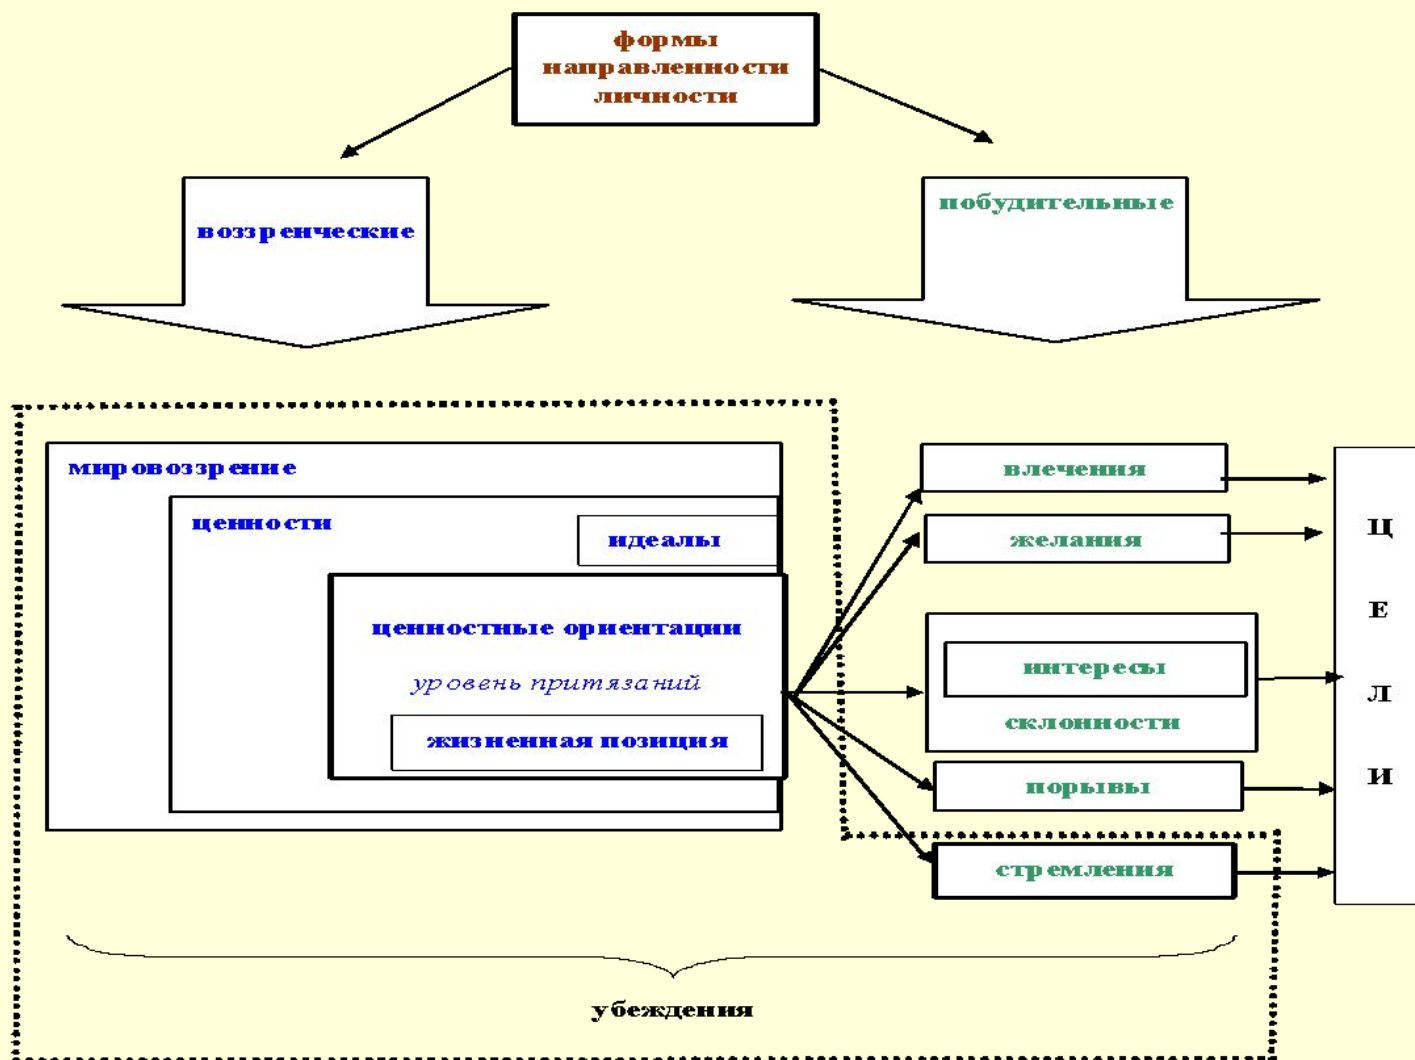 формы
направленности
личности
воззренческие
побудительные
мировоззрение
ценности
идеалы
ценностные ориентации
уровень притязаний
жизненная позиция
влечения
желания
интересы
склонности
порывы
стремления
Ц
Е
Л
И
убеждения